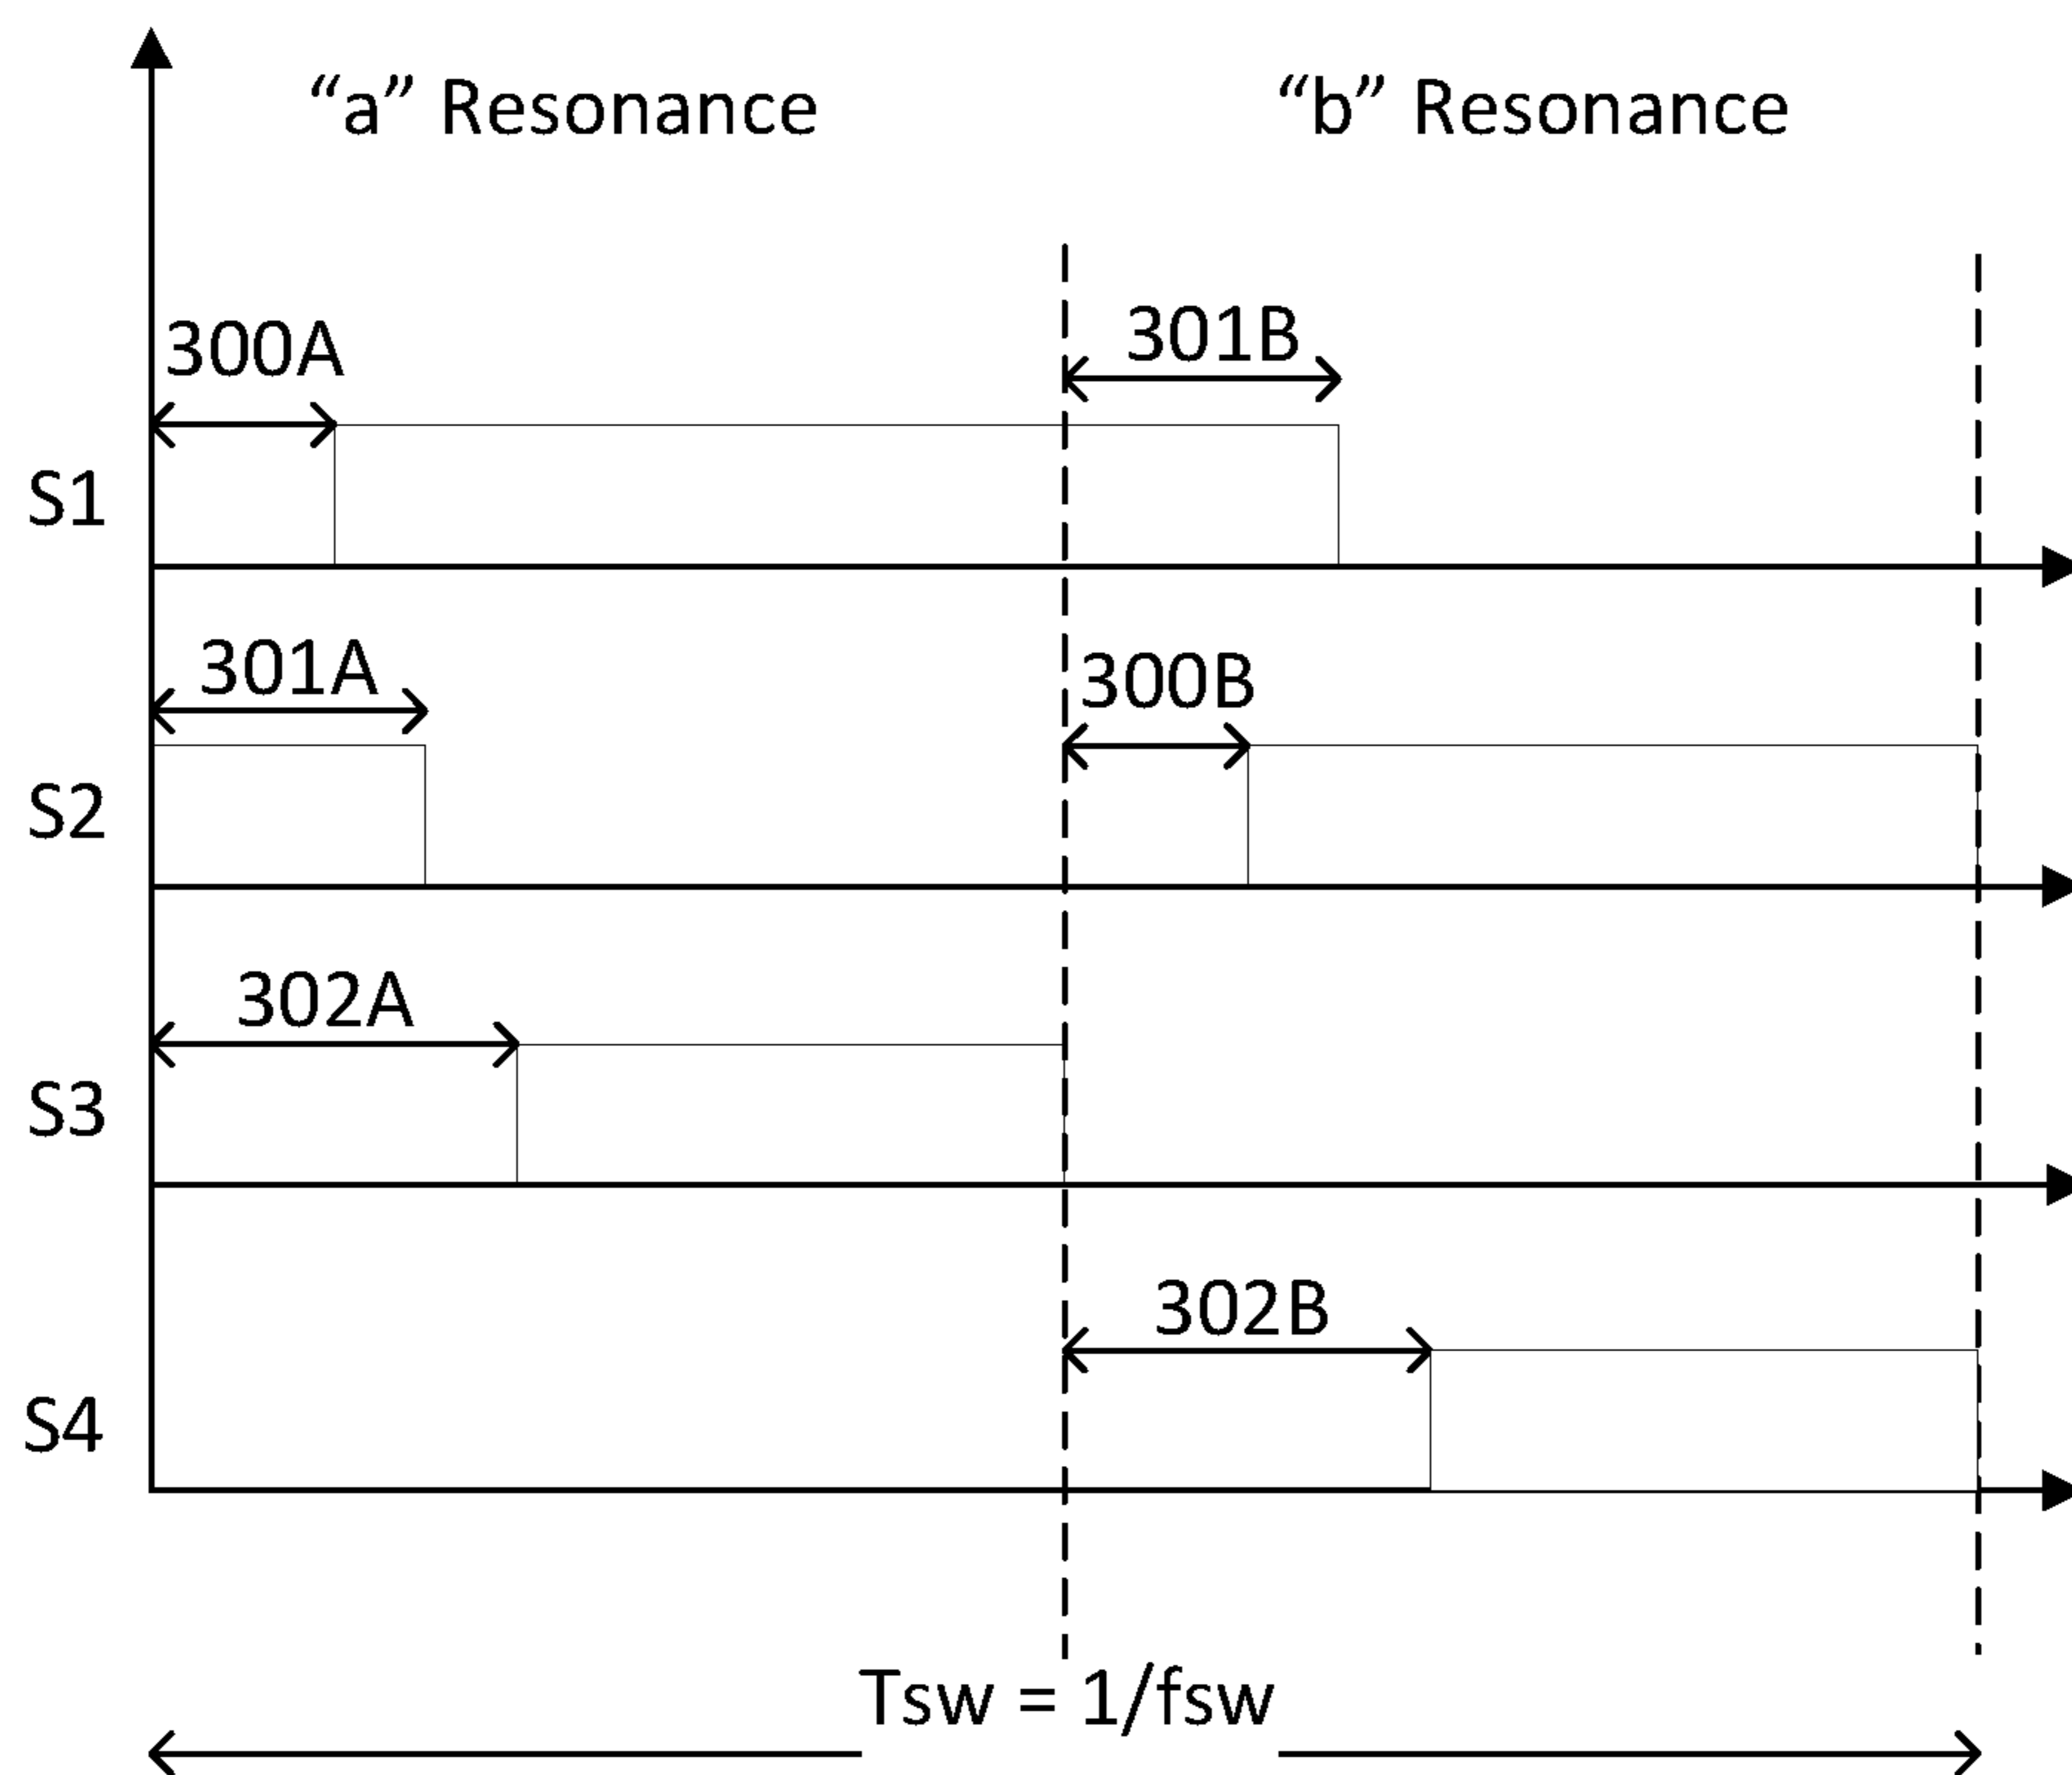 “a” Resonance
“b” Resonance
301B
300A
S1
301A
300B
S2
302A
S3
302B
S4
Tsw = 1/fsw